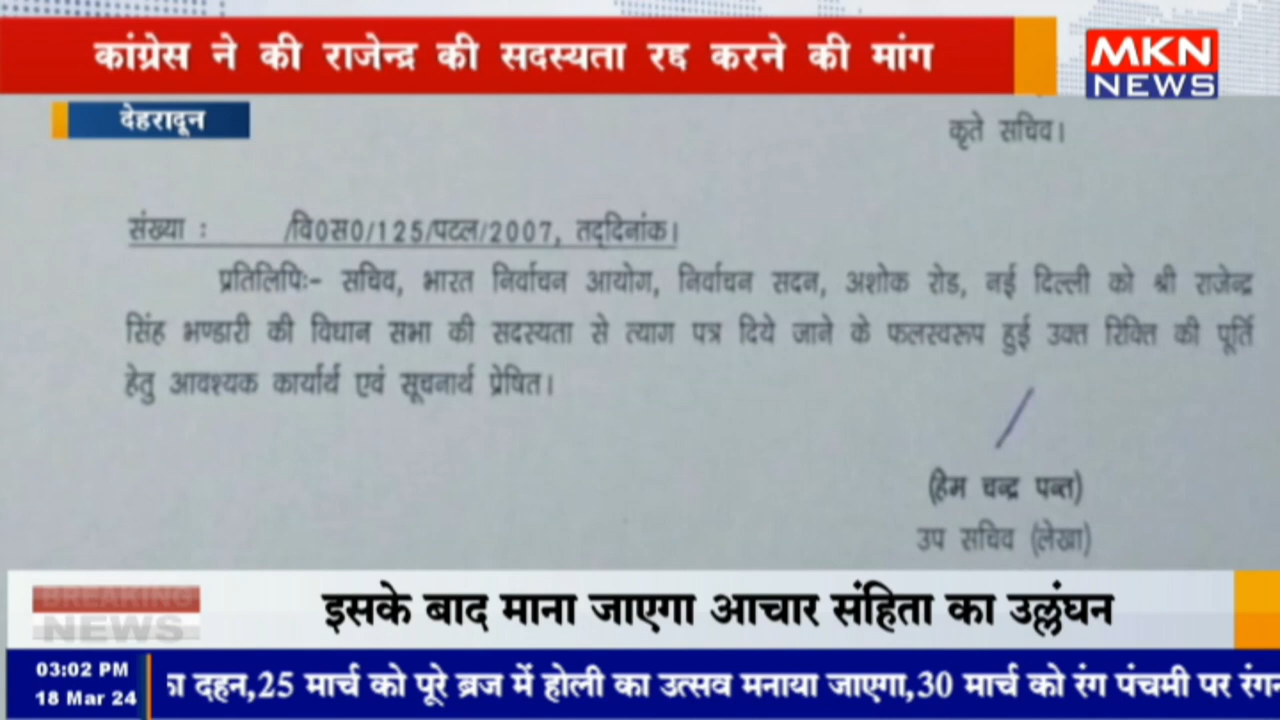 कांग्रेस ने की राजेन्द्र की सदस्यता रद्द करने की मांग
MKN
NEWS
देहरादून
कृते सचिव।
संख्या : /वि0स0/125/पटल/2007, तद्दिनांक।
प्रतिलिपिः- सचिव, भारत निर्वाचन आयोग, निर्वाचन सदन, अशोक रोड, नई दिल्ली को श्री राजेन्द्र
सिंह भण्डारी की विधान सभा की सदस्यता से त्याग पत्र दिये जाने के फलस्वरूप हुई उक्त रिक्ति की पूर्ति
हेतु आवश्यक कार्यार्थ एवं सूचनार्थ प्रेषित।
(हेम चन्द्र पन्त)
उप सचिव (लेखा)
BREAKING
NEWS
इसके बाद माना जाएगा आचार संहिता का उल्लंघन
03:02 PM
18 Mar 24
दहन,25 मार्च को पूरे ब्रज में होली का उत्सव मनाया जाएगा,30 मार्च को रंग पंचमी पर